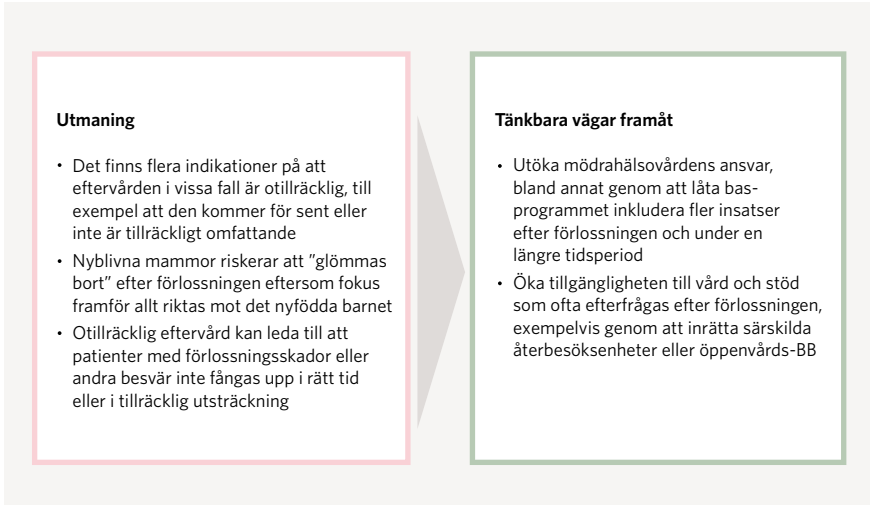 Utmaning
• Det finns flera indikationer på att
eftervården i vissa fall är otillräcklig, till
exempel att den kommer för sent eller
inte är tillräckligt omfattande
• Nyblivna mammor riskerar att ”glömmas
bort” efter förlossningen eftersom fokus
framför allt riktas mot det nyfödda barnet
• Otillräcklig eftervård kan leda till att
patienter med förlossningsskador eller
andra besvär inte fångas upp i rätt tid
eller i tillräcklig utsträckning
Tänkbara vägar framåt
• Utöka mödrahälsovårdens ansvar,
bland annat genom att låta bas-
programmet inkludera fler insatser
efter förlossningen och under en
längre tidsperiod
• Öka tillgängligheten till vård och stöd
som ofta efterfrågas efter förlossningen,
exempelvis genom att inrätta särskilda
återbesöksenheter eller öppenvårds-BB